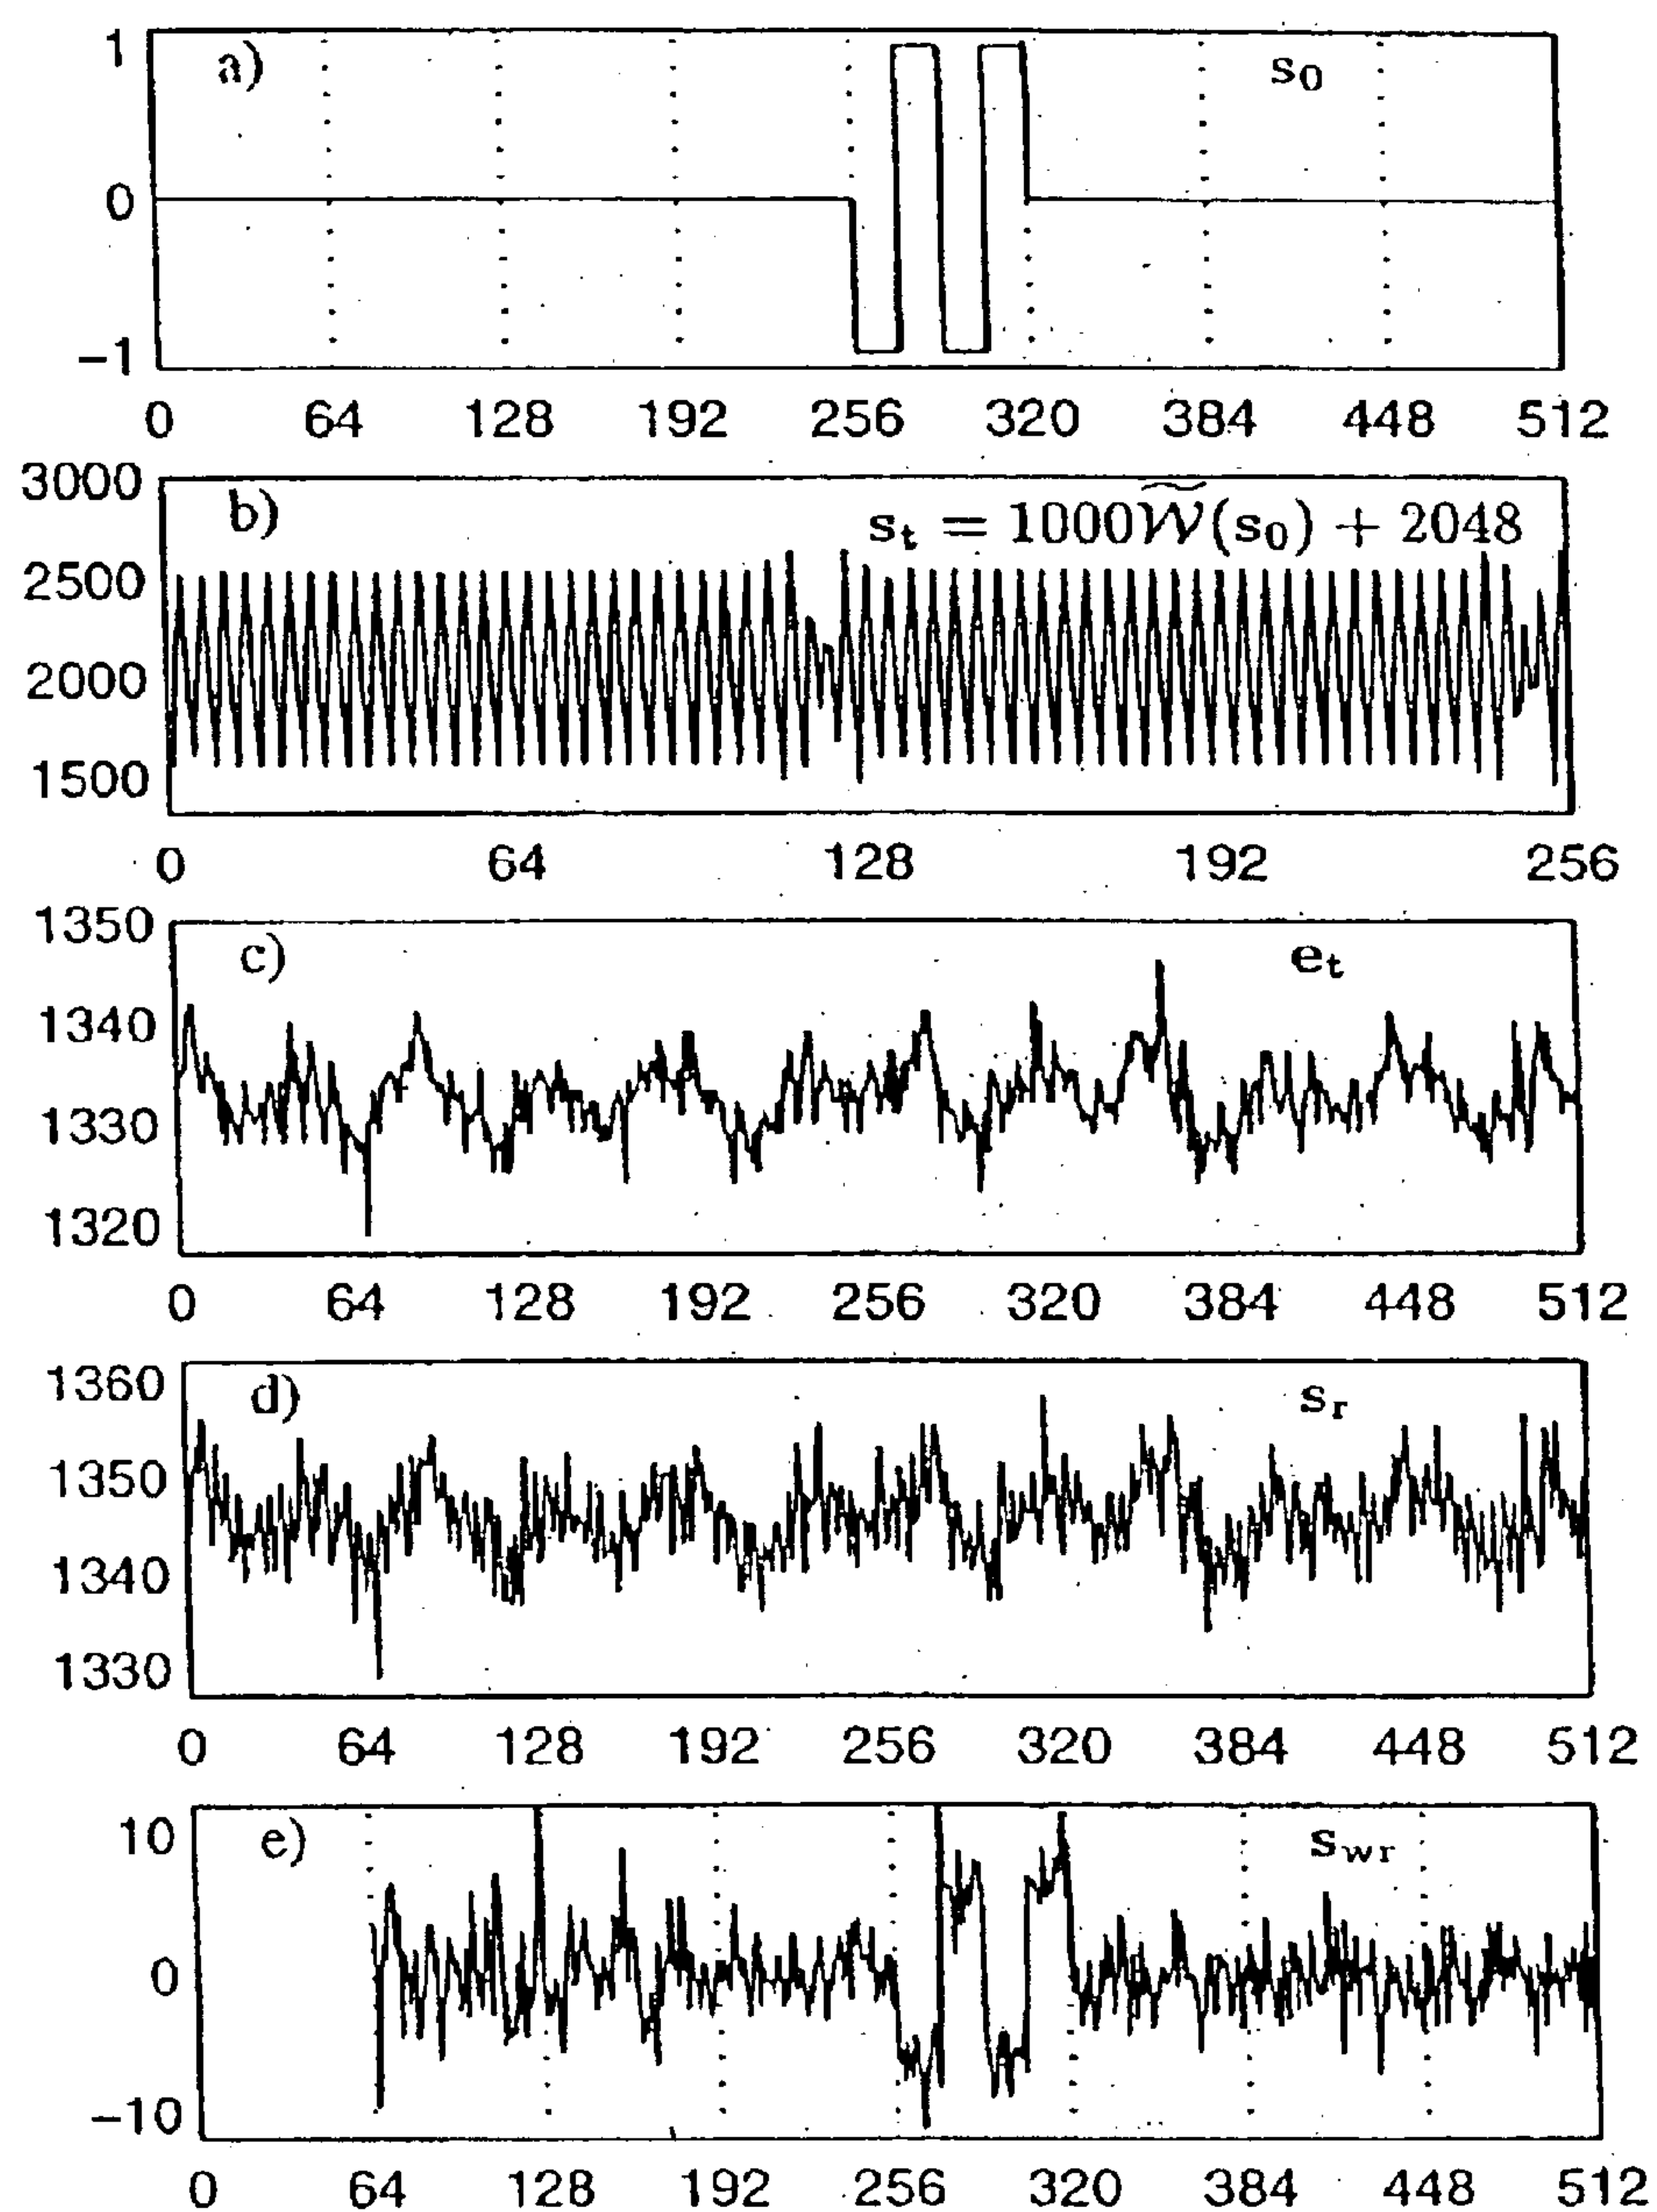 1
a)
s₀
0
−1
0 64 128 192 256 320 384 448 512
3000
b)
sₜ = 1000𝒲̃(s₀) + 2048
2500
2000
1500
0 64 128 192 256
1350
c)
eₜ
1340
1330
1320
0 64 128 192 256 320 384 448 512
1360
d)
sᵣ
1350
1340
1330
0 64 128 192 256 320 384 448 512
10
e)
s_wr
0
−10
0 64 128 192 256 320 384 448 512